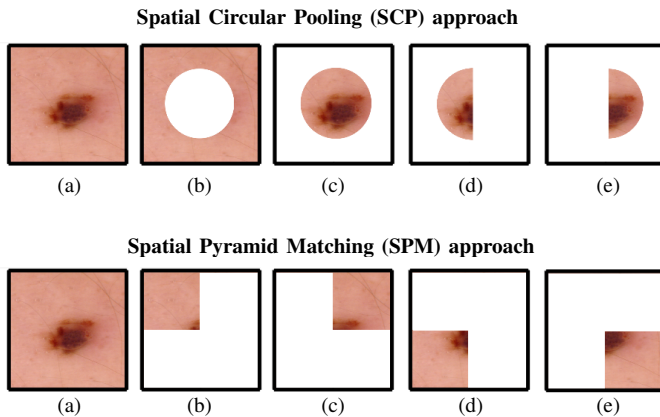 Spatial Circular Pooling (SCP) approach
(a) (b) (c) (d) (e)
Spatial Pyramid Matching (SPM) approach
(a) (b) (c) (d) (e)